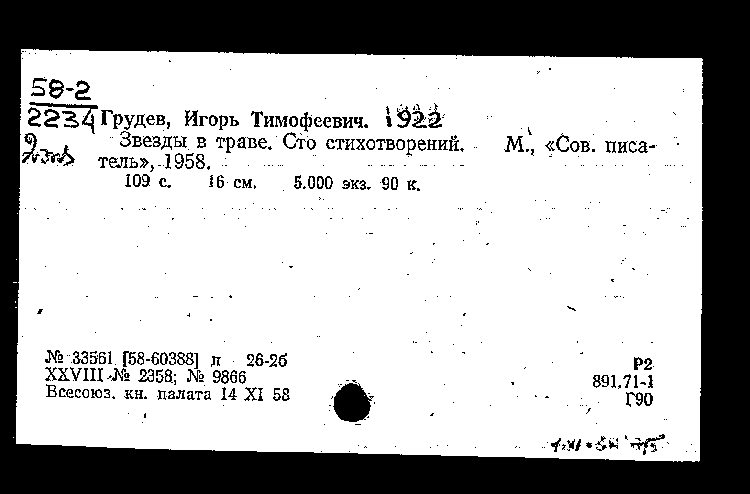 58-2
2234
Грудев, Игорь Тимофеевич. 1922
Звезды в траве. Сто стихотворений. М., «Сов. писа-
тель», 1958.
109 с. 16 см. 5.000 экз. 90 к.
№ 33561 [58-60388] п 26-2б
XXVIII № 2358; № 9866
Всесоюз. кн. палата 14 XI 58
Р2
891.71-1
Г90